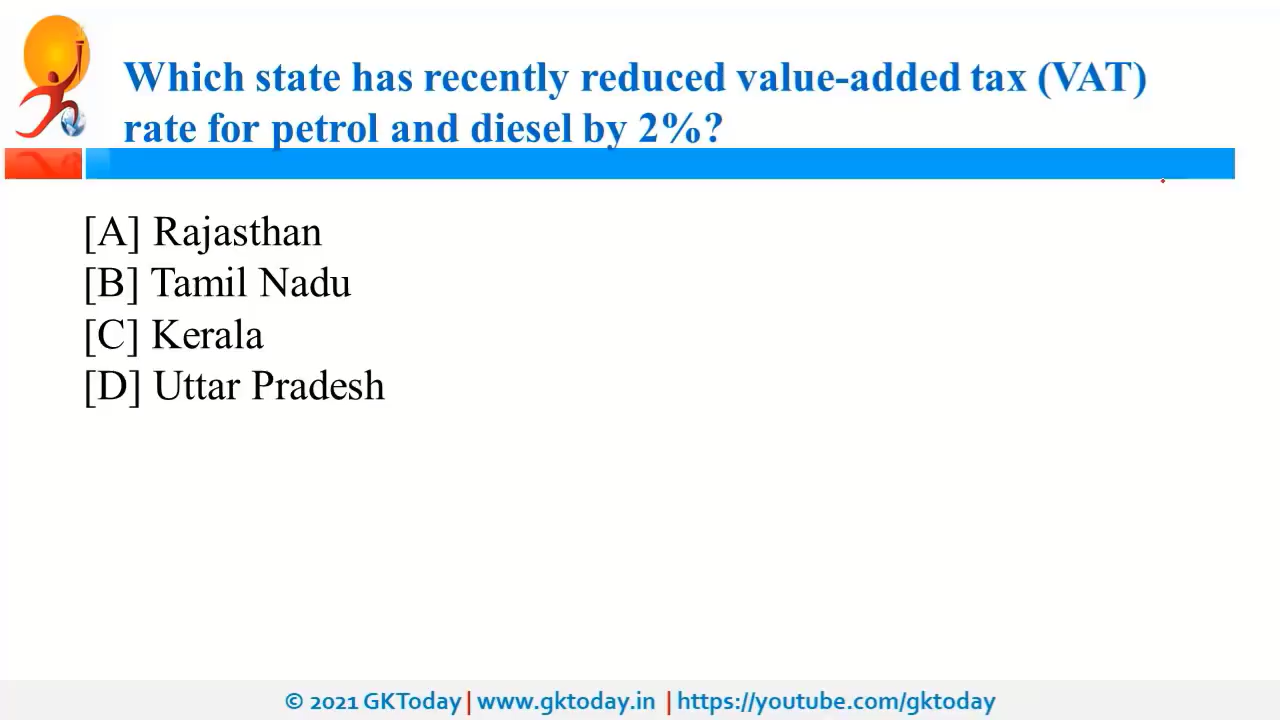 Which state has recently reduced value-added tax (VAT)
rate for petrol and diesel by 2%?
[A] Rajasthan
[B] Tamil Nadu
[C] Kerala
[D] Uttar Pradesh
© 2021 GKToday | www.gktoday.in | https://youtube.com/gktoday